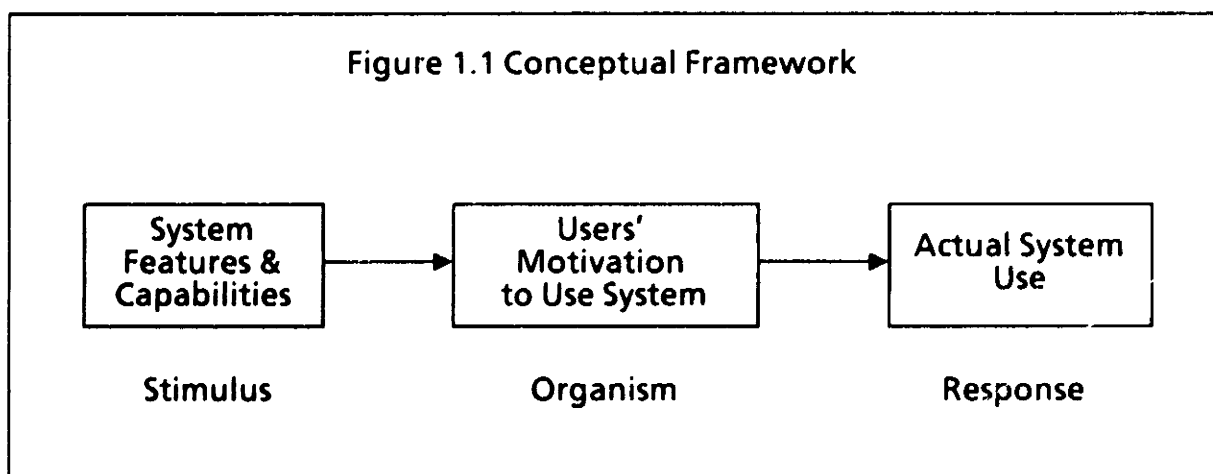 Figure 1.1 Conceptual Framework
System
Features &
Capabilities
Users'
Motivation
to Use System
Actual System
Use
Stimulus
Organism
Response